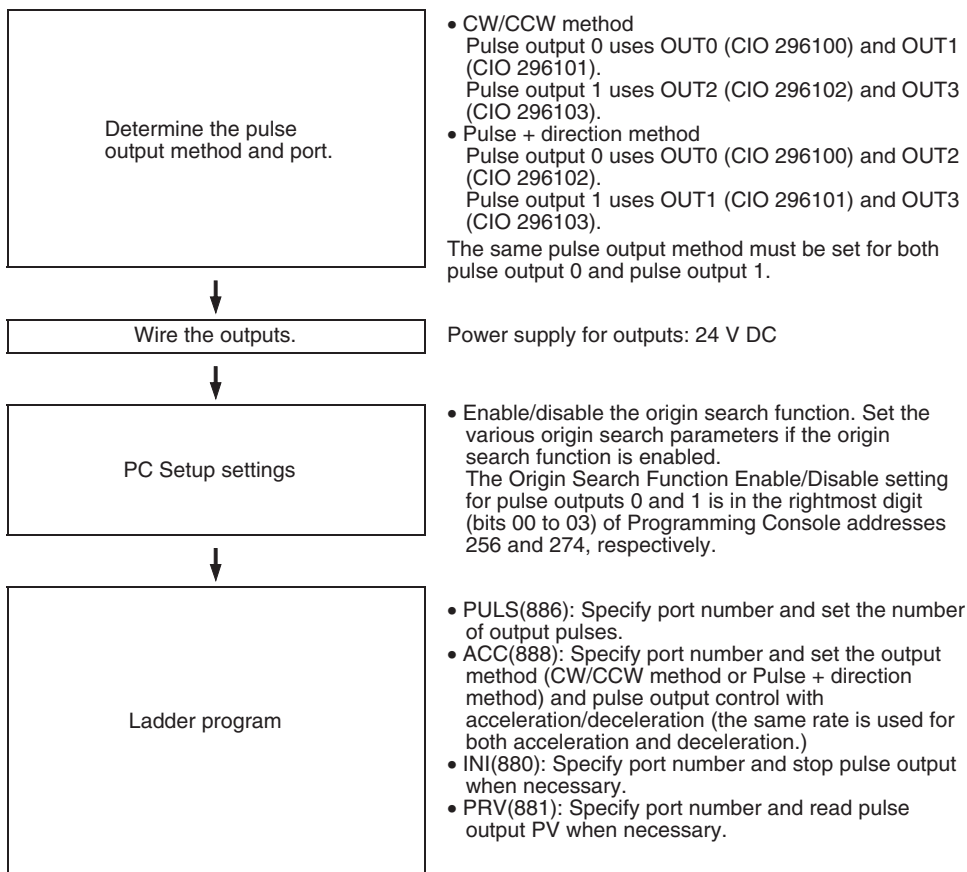 Determine the pulse
output method and port.
• CW/CCW method
Pulse output 0 uses OUT0 (CIO 296100) and OUT1
(CIO 296101).
Pulse output 1 uses OUT2 (CIO 296102) and OUT3
(CIO 296103).
• Pulse + direction method
Pulse output 0 uses OUT0 (CIO 296100) and OUT2
(CIO 296102).
Pulse output 1 uses OUT1 (CIO 296101) and OUT3
(CIO 296103).
The same pulse output method must be set for both
pulse output 0 and pulse output 1.
Wire the outputs.
Power supply for outputs: 24 V DC
PC Setup settings
• Enable/disable the origin search function. Set the
various origin search parameters if the origin
search function is enabled.
The Origin Search Function Enable/Disable setting
for pulse outputs 0 and 1 is in the rightmost digit
(bits 00 to 03) of Programming Console addresses
256 and 274, respectively.
Ladder program
• PULS(886): Specify port number and set the number
of output pulses.
• ACC(888): Specify port number and set the output
method (CW/CCW method or Pulse + direction
method) and pulse output control with
acceleration/deceleration (the same rate is used for
both acceleration and deceleration.)
• INI(880): Specify port number and stop pulse output
when necessary.
• PRV(881): Specify port number and read pulse
output PV when necessary.